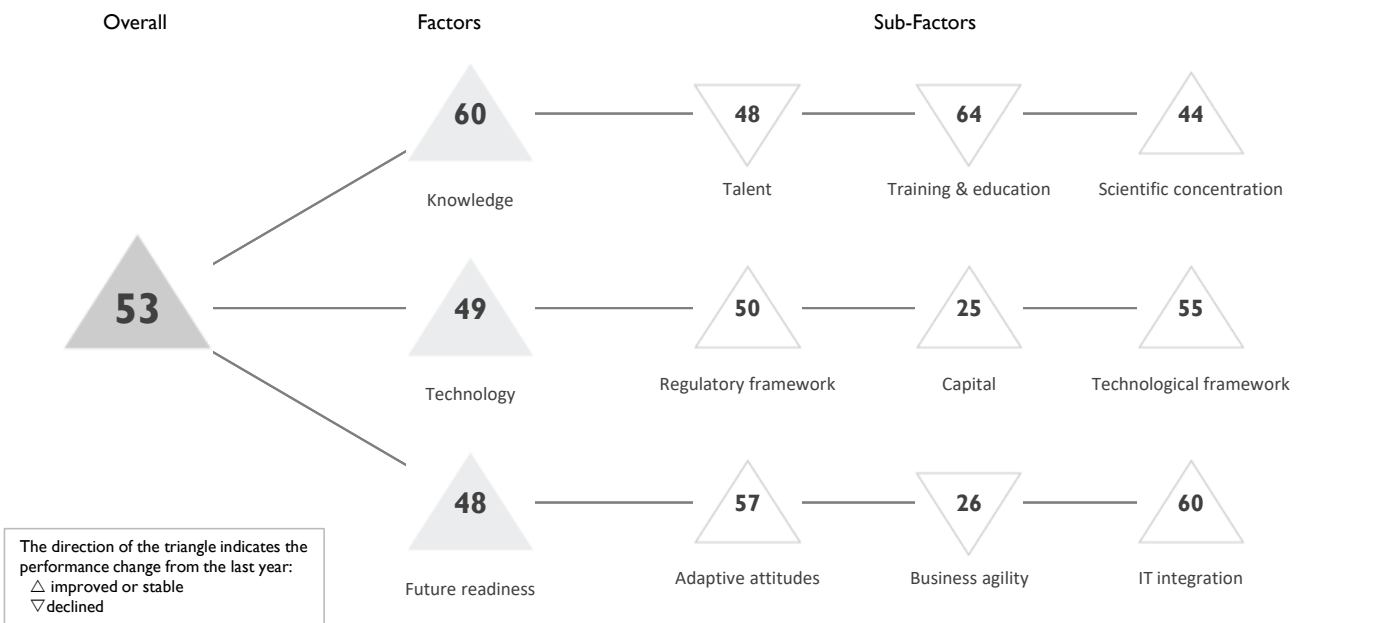 Overall
Factors
Sub-Factors
60
48
64
44
Knowledge
Talent
Training & education
Scientific concentration
53
49
50
25
55
Technology
Regulatory framework
Capital
Technological framework
48
57
26
60
Future readiness
Adaptive attitudes
Business agility
IT integration
The direction of the triangle indicates the
performance change from the last year:
△ improved or stable
▽ declined